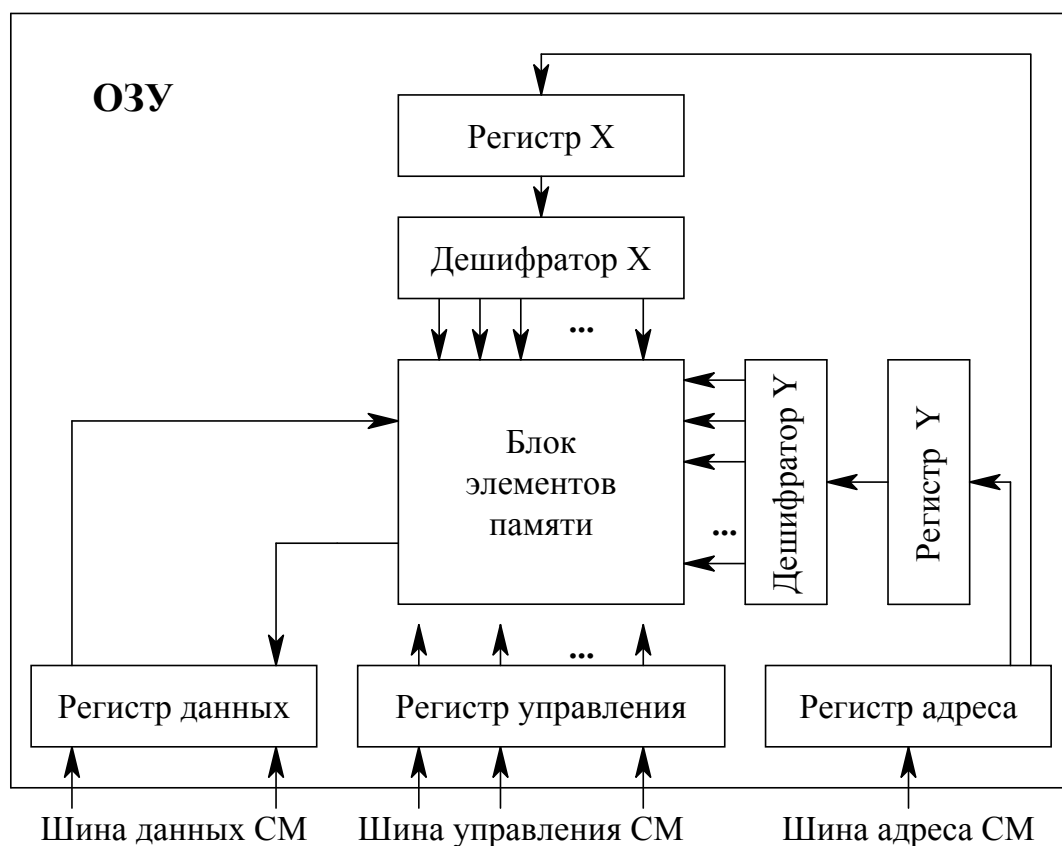 ОЗУ
Регистр X
Дешифратор X
...
Блок
элементов
памяти
...
Дешифратор Y
Регистр Y
...
Регистр данных
Регистр управления
Регистр адреса
Шина данных СМ
Шина управления СМ
Шина адреса СМ